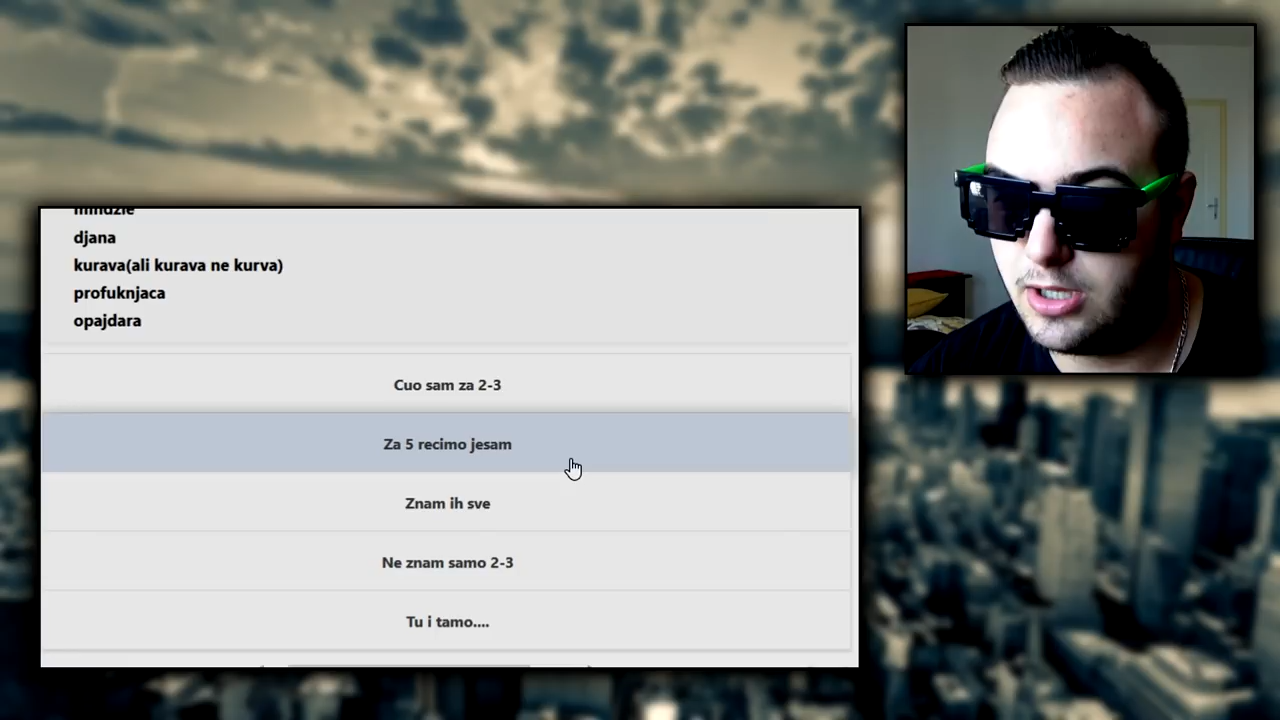 djana
kurava(ali kurava ne kurva)
profuknjaca
opajdara
Cuo sam za 2-3
Za 5 recimo jesam
Znam ih sve
Ne znam samo 2-3
Tu i tamo....